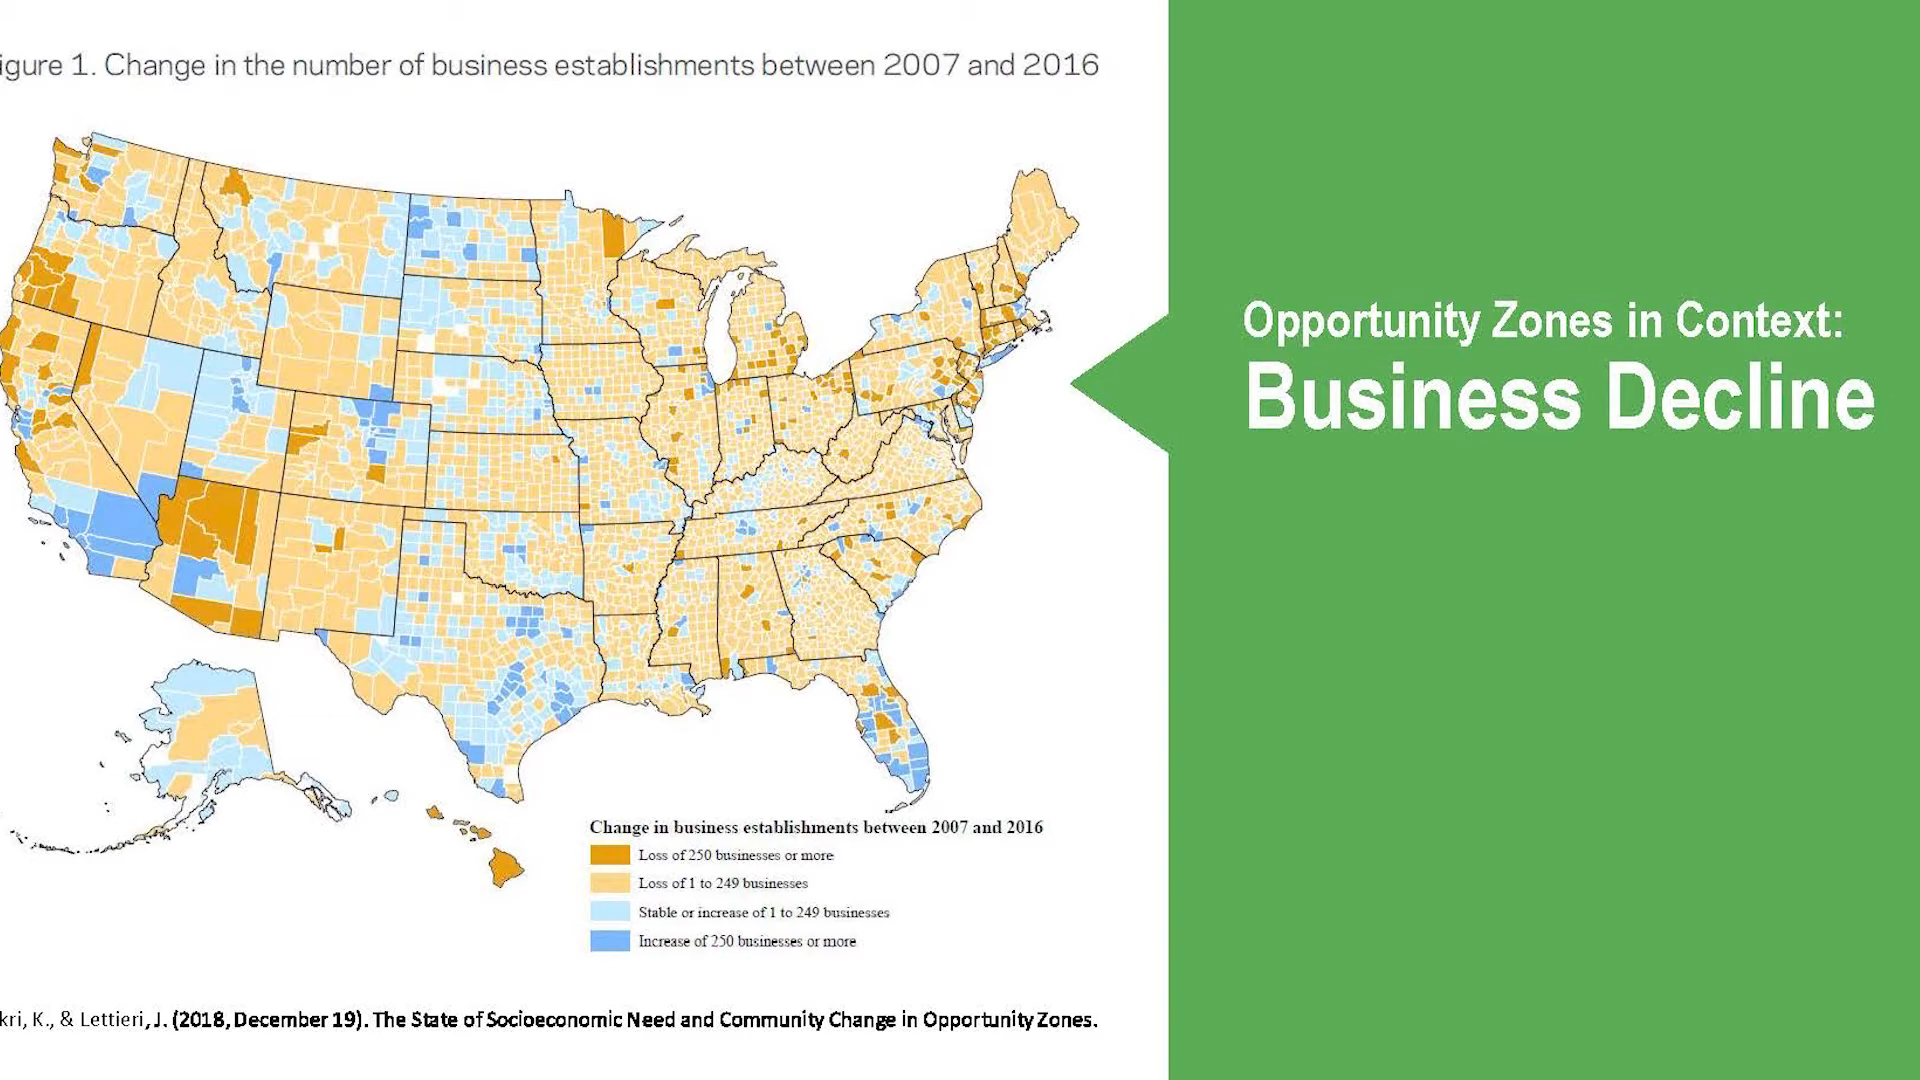 igure 1. Change in the number of business establishments between 2007 and 2016
Opportunity Zones in Context:
Business Decline
Change in business establishments between 2007 and 2016
Loss of 250 businesses or more
Loss of 1 to 249 businesses
Stable or increase of 1 to 249 businesses
Increase of 250 businesses or more
kri, K., & Lettieri, J. (2018, December 19). The State of Socioeconomic Need and Community Change in Opportunity Zones.